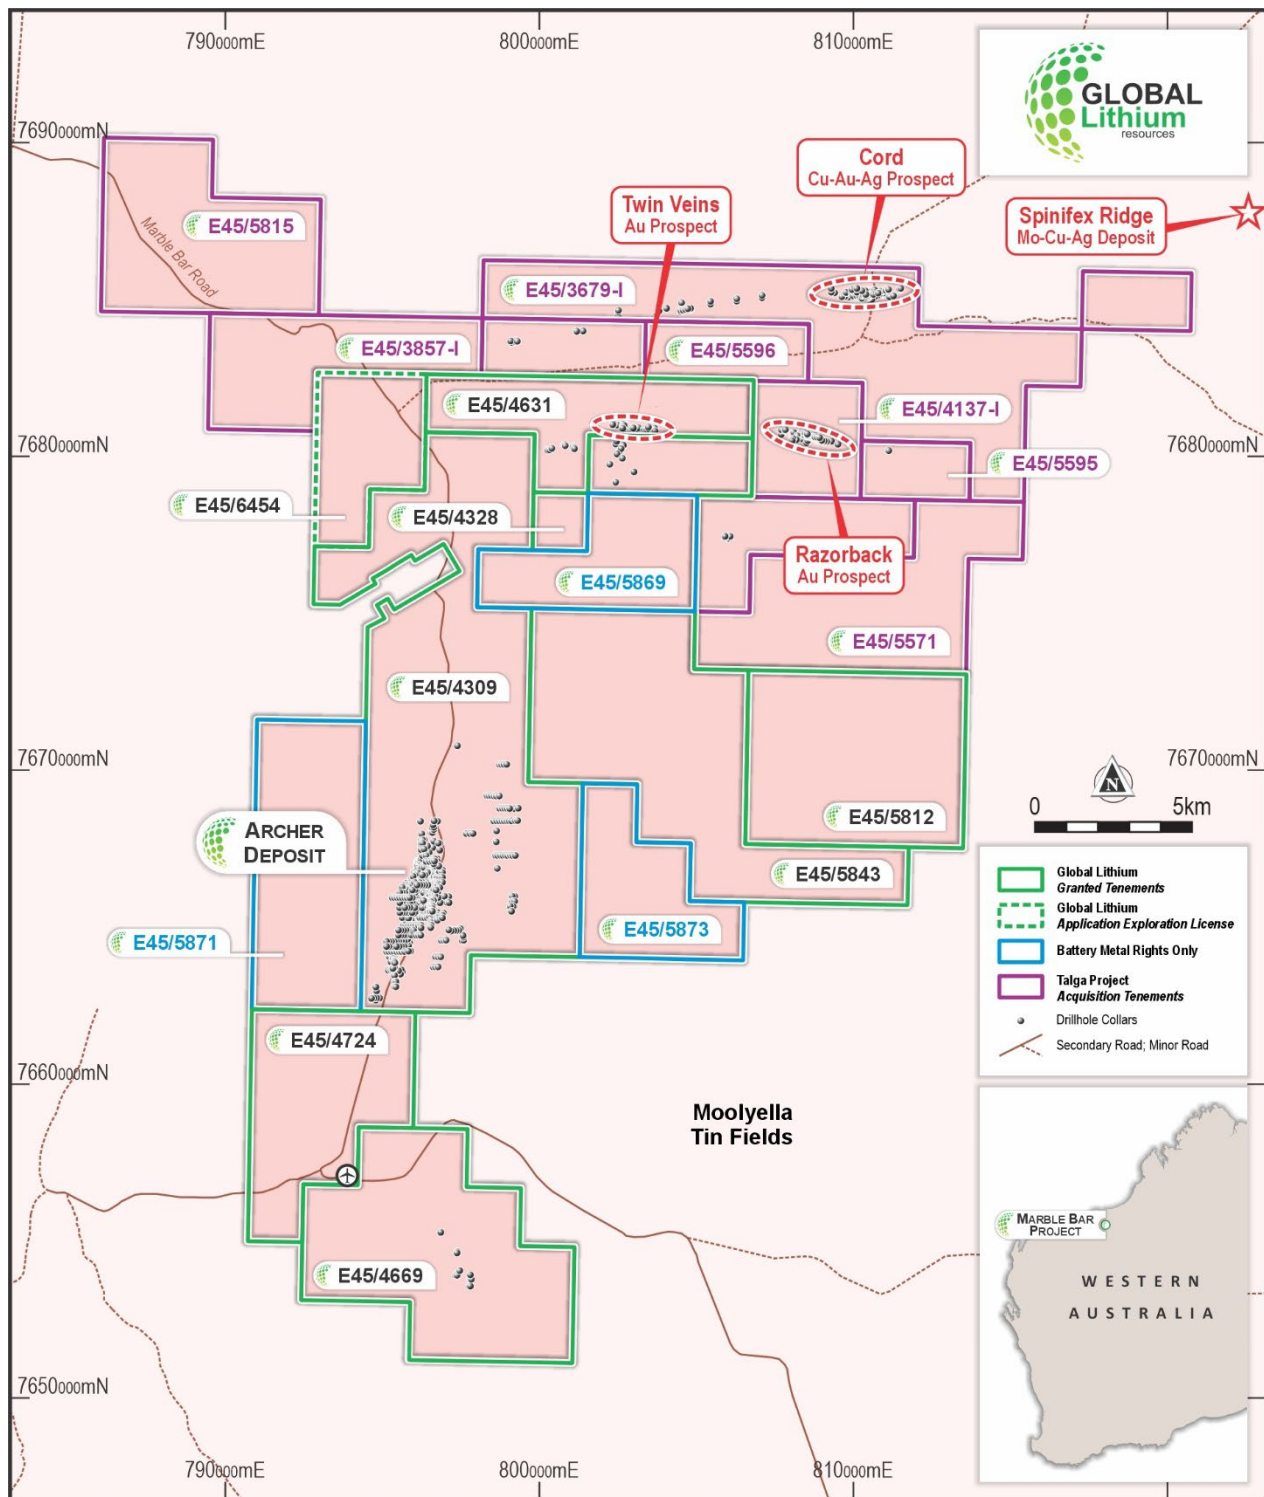 790000mE
800000mE
810000mE
GLOBAL
Lithium
resources
7690000mN
Cord
Cu-Au-Ag Prospect
Twin Veins
Au Prospect
Spinifex Ridge
Mo-Cu-Ag Deposit
E45/5815
Marble Bar Road
E45/3679-I
E45/3857-I
E45/5596
E45/4631
E45/4137-I
7680000mN
7680000mN
E45/5595
E45/6454
E45/4328
Razorback
Au Prospect
E45/5869
E45/5571
E45/4309
7670000mN
7670000mN
N
0
5km
E45/5812
ARCHER
DEPOSIT
E45/5843
E45/5871
E45/5873
Global Lithium
Granted Tenements
Global Lithium
Application Exploration License
Battery Metal Rights Only
Talga Project
Acquisition Tenements
Drillhole Collars
Secondary Road; Minor Road
E45/4724
7660000mN
Moolyella
Tin Fields
MARBLE BAR
PROJECT
E45/4669
WESTERN
AUSTRALIA
7650000mN
790000mE
800000mE
810000mE